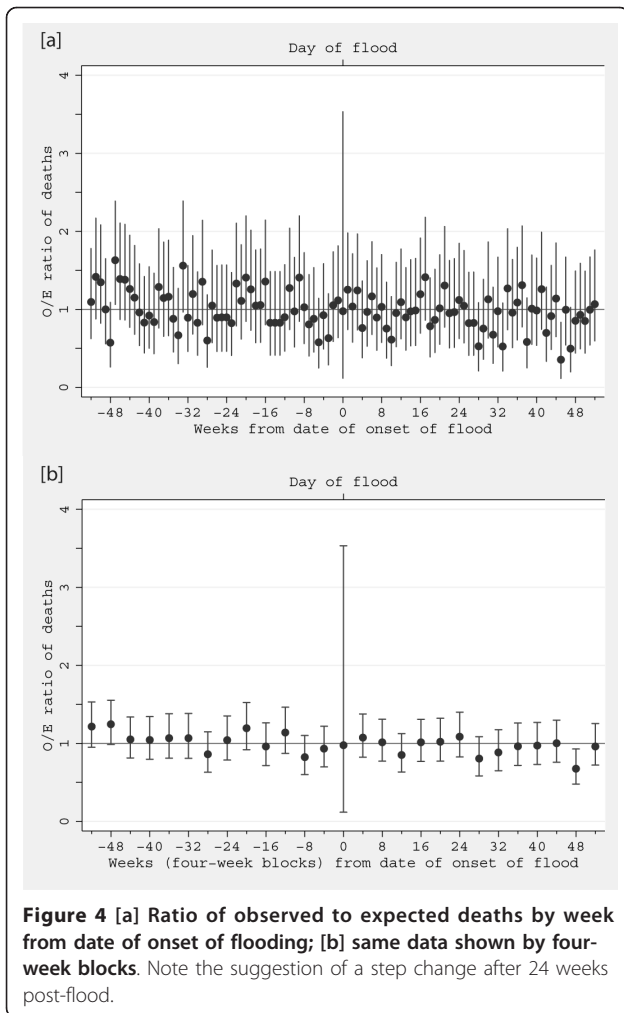 [a]
Day of flood
4
3
2
1
0
O/E ratio of deaths
-48 -40 -32 -24 -16 -8 0 8 16 24 32 40 48
Weeks from date of onset of flood
[b]
Day of flood
4
3
2
1
0
O/E ratio of deaths
-48 -40 -32 -24 -16 -8 0 8 16 24 32 40 48
Weeks (four-week blocks) from date of onset of flood
Figure 4 [a] Ratio of observed to expected deaths by week
from date of onset of flooding; [b] same data shown by four-
week blocks. Note the suggestion of a step change after 24 weeks
post-flood.